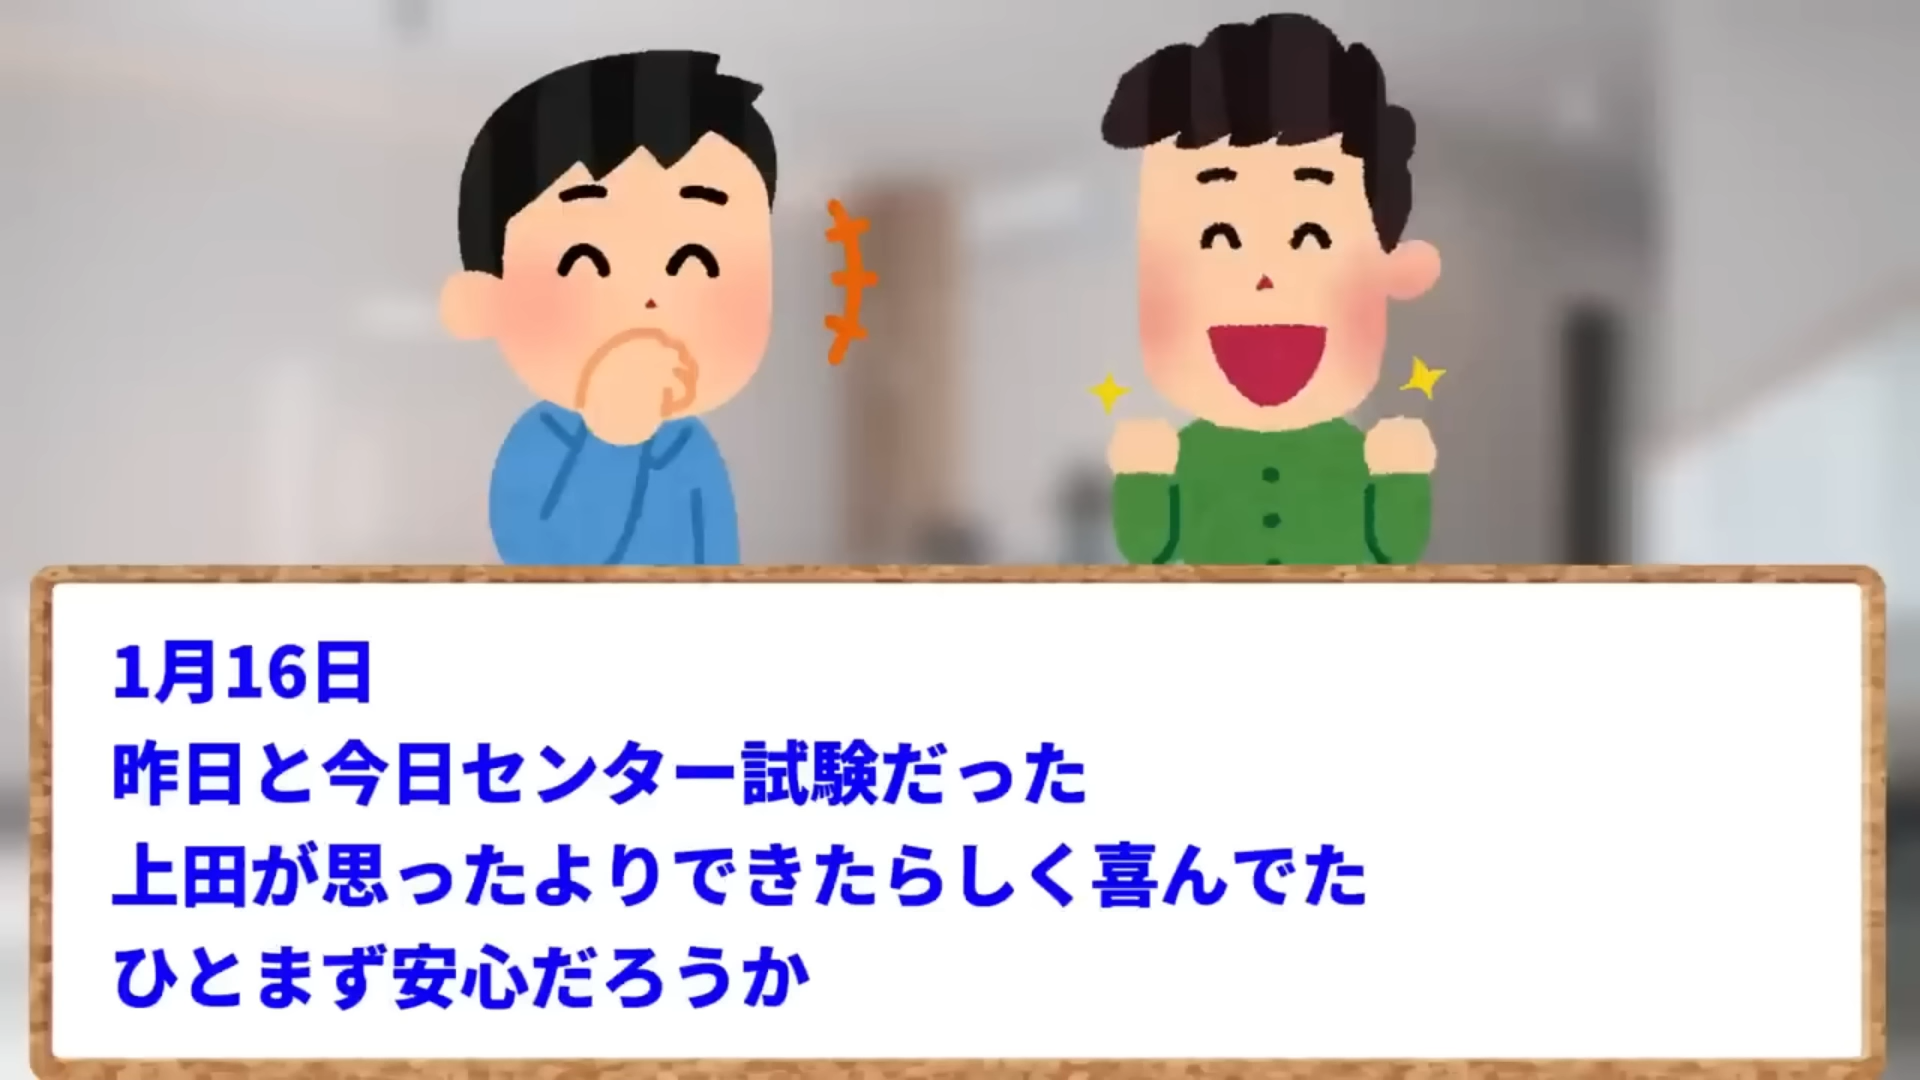 1月16日
昨日と今日センター試験だった
上田が思ったよりできたらしく喜んでた
ひとまず安心だろうか